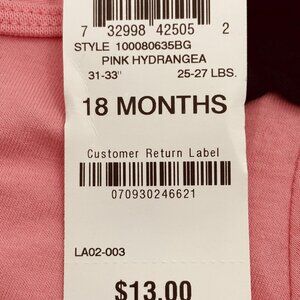 7 32998 42505 2
STYLE 100080635BG
PINK HYDRANGEA
31-33" 25-27 LBS.
18 MONTHS
Customer Return Label
070930246621
LA02-003
$13.00